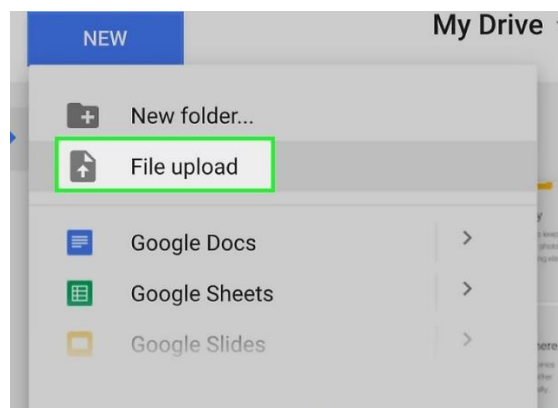 NEW
My Drive
New folder...
File upload
Google Docs
Google Sheets
Google Slides